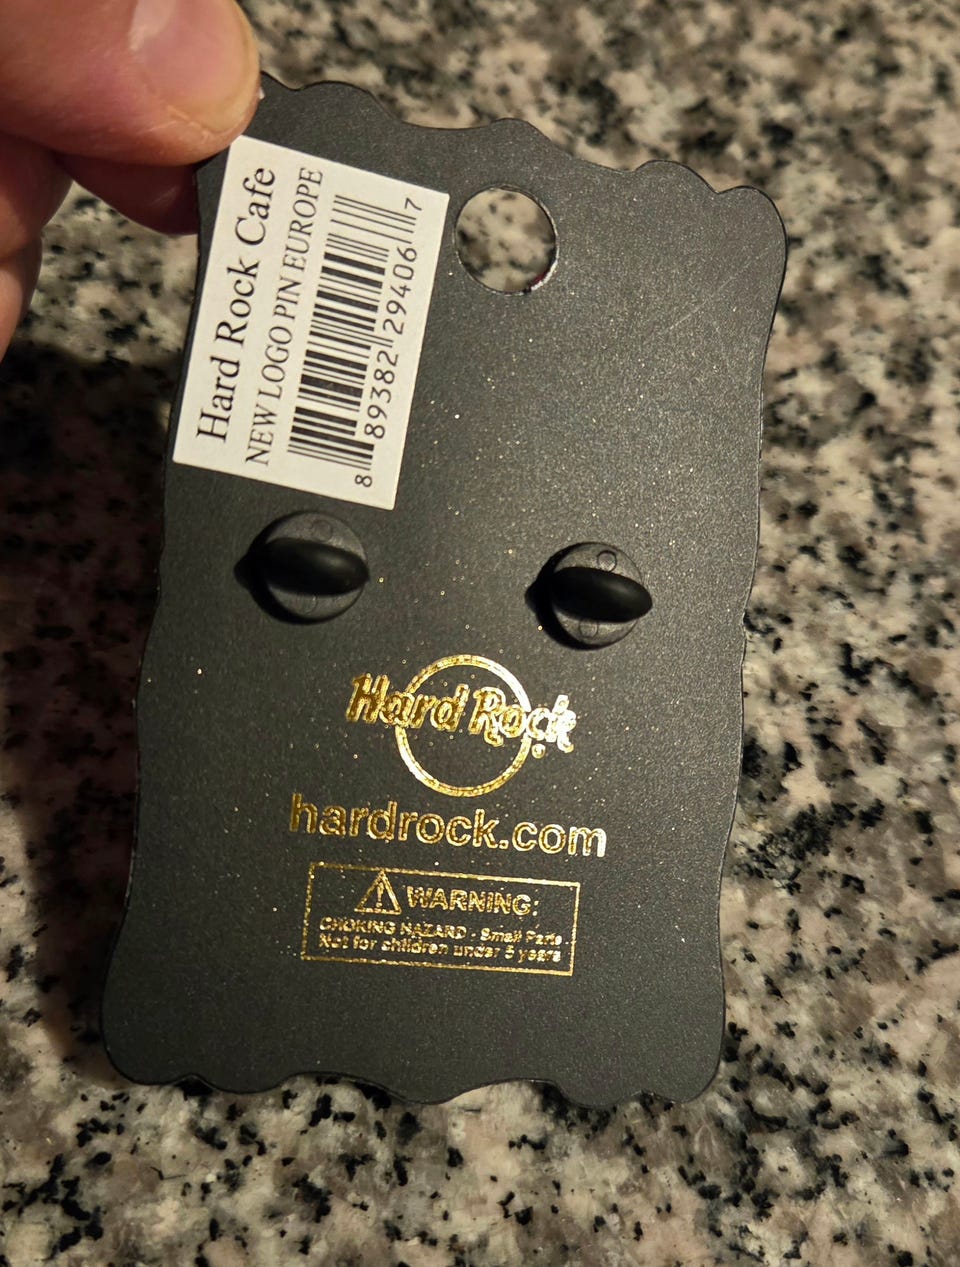 Hard Rock Cafe
NEW LOGO PIN EUROPE
8 89382 29406 7
Hard Rock
hardrock.com
WARNING:
CHOKING HAZARD - Small Parts
Not for children under 5 years